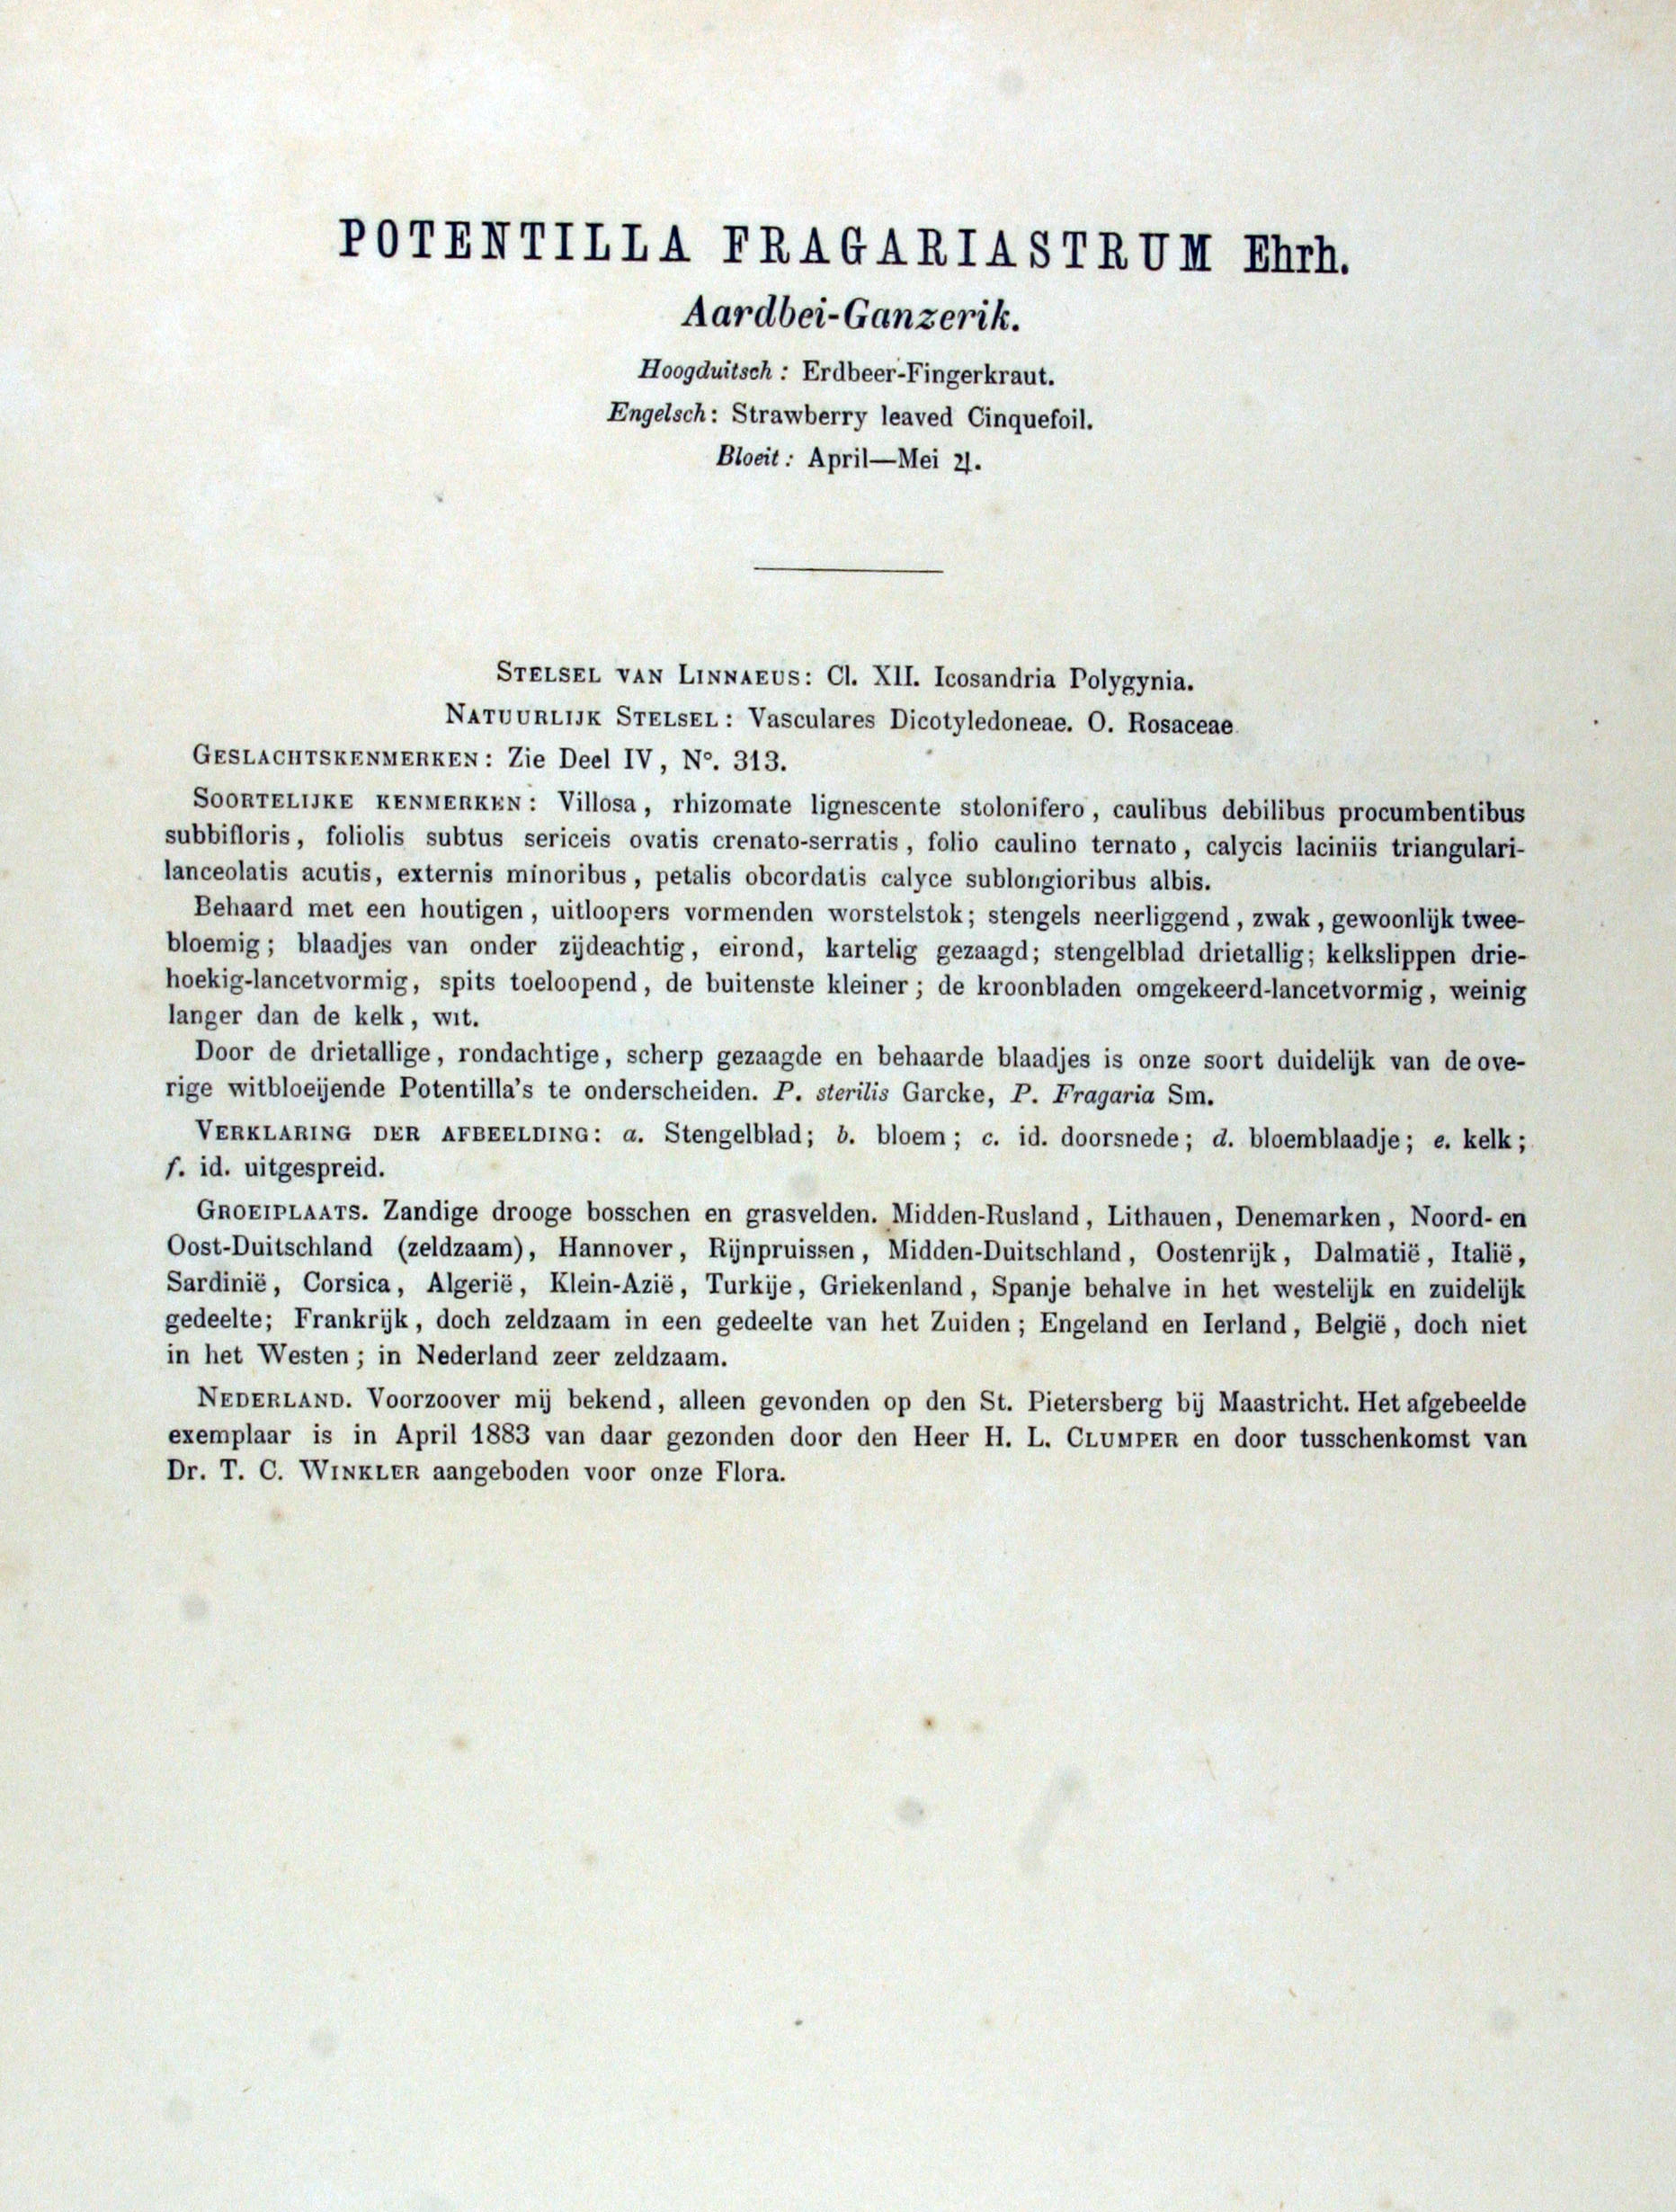 POTENTILLA FRAGARIASTRUM Ehrh.
Aardbei-Ganzerik.
Hoogduitsch: Erdbeer-Fingerkraut.
Engelsch: Strawberry leaved Cinquefoil.
Bloeit: April—Mei ♃.
STELSEL VAN LINNAEUS: Cl. XII. Icosandria Polygynia.
NATUURLIJK STELSEL: Vasculares Dicotyledoneae. O. Rosaceae.
GESLACHTSKENMERKEN: Zie Deel IV, N°. 313.
SOORTELIJKE KENMERKEN: Villosa, rhizomate lignescente stolonifero, caulibus debilibus procumbentibus
subbifloris, foliolis subtus sericeis ovatis crenato-serratis, folio caulino ternato, calycis laciniis triangulari-
lanceolatis acutis, externis minoribus, petalis obcordatis calyce sublongioribus albis.
Behaard met een houtigen, uitloopers vormenden worstelstok; stengels neerliggend, zwak, gewoonlijk twee-
bloemig; blaadjes van onder zijdeachtig, eirond, kartelig gezaagd; stengelblad drietallig; kelkslippen drie-
hoekig-lancetvormig, spits toeloopend, de buitenste kleiner; de kroonbladen omgekeerd-lancetvormig, weinig
langer dan de kelk, wit.
Door de drietallige, rondachtige, scherp gezaagde en behaarde blaadjes is onze soort duidelijk van de ove-
rige witbloeijende Potentilla's te onderscheiden. P. sterilis Garcke, P. Fragaria Sm.
VERKLARING DER AFBEELDING: a. Stengelblad; b. bloem; c. id. doorsnede; d. bloemblaadje; e. kelk;
f. id. uitgespreid.
GROEIPLAATS. Zandige drooge bosschen en grasvelden. Midden-Rusland, Lithauen, Denemarken, Noord- en
Oost-Duitschland (zeldzaam), Hannover, Rijnpruissen, Midden-Duitschland, Oostenrijk, Dalmatië, Italië,
Sardinië, Corsica, Algerië, Klein-Azië, Turkije, Griekenland, Spanje behalve in het westelijk en zuidelijk
gedeelte; Frankrijk, doch zeldzaam in een gedeelte van het Zuiden; Engeland en Ierland, België, doch niet
in het Westen; in Nederland zeer zeldzaam.
NEDERLAND. Voorzoover mij bekend, alleen gevonden op den St. Pietersberg bij Maastricht. Het afgebeelde
exemplaar is in April 1883 van daar gezonden door den Heer H. L. CLUMPER en door tusschenkomst van
Dr. T. C. WINKLER aangeboden voor onze Flora.